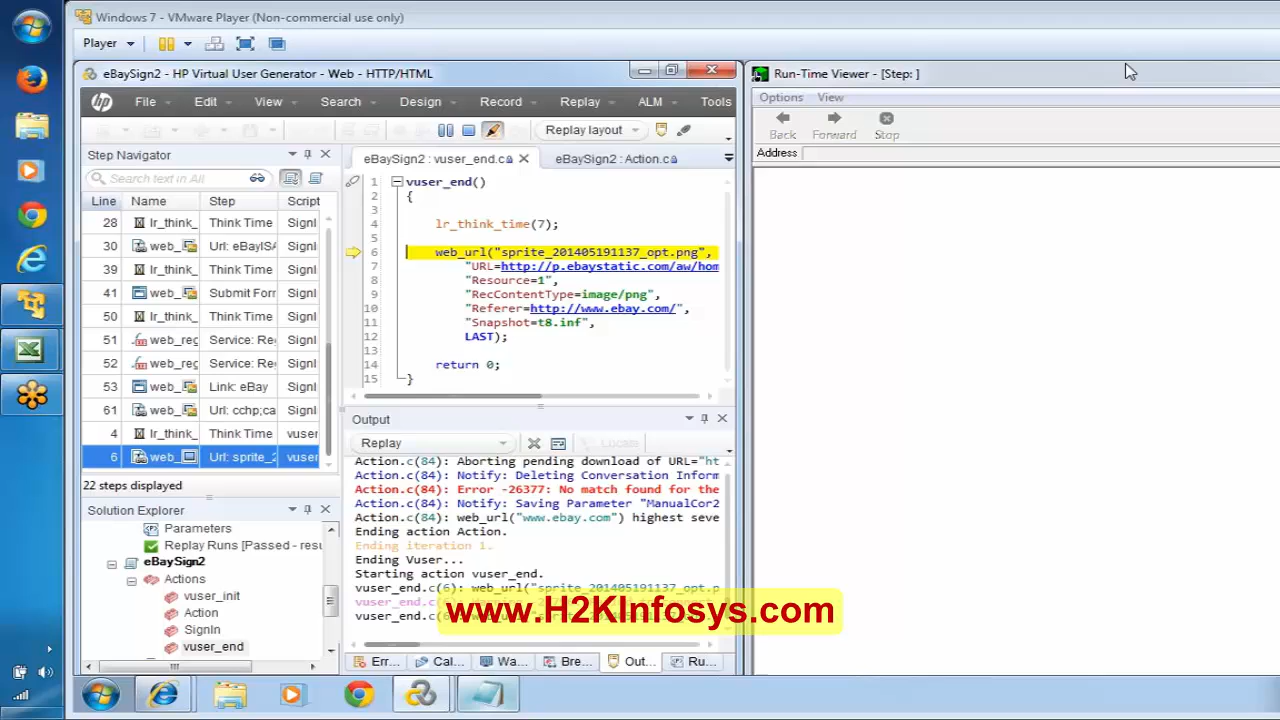 Windows 7 - VMware Player (Non-commercial use only)
Player
eBaySign2 - HP Virtual User Generator - Web - HTTP/HTML
Run-Time Viewer - [Step: ]
hp File Edit View Search Design Record Replay ALM Tools
Options View
Replay layout
Back Forward Stop
Address
Step Navigator
eBaySign2 : vuser_end.c
eBaySign2 : Action.c
Search text in All
Line Name Step Script
28 lr_think_ Think Time SignI
30 web_ Url: eBayISA SignI
39 lr_think_ Think Time SignI
41 web_ Submit Form SignI
50 lr_think_ Think Time SignI
51 web_reg Service: Re SignI
52 web_reg Service: Re SignI
53 web_ Link: eBay SignI
61 web_ Url: cchp;ca SignI
4 lr_think_ Think Time vuser
6 web_ Url: sprite_2 vuser
22 steps displayed
1 vuser_end()
2 {
3
4 lr_think_time(7);
5
6 web_url("sprite_201405191137_opt.png",
7 "URL=http://p.ebaystatic.com/aw/hom
8 "Resource=1",
9 "RecContentType=image/png",
10 "Referer=http://www.ebay.com/",
11 "Snapshot=t8.inf",
12 LAST);
13
14 return 0;
15 }
Solution Explorer
Parameters
Replay Runs [Passed - resu
eBaySign2
Actions
vuser_init
Action
SignIn
vuser_end
Output
Replay
Locate
Action.c(84): Aborting pending download of URL="ht
Action.c(84): Notify: Deleting Conversation Inform
Action.c(84): Error -26377: No match found for the
Action.c(84): Notify: Saving Parameter "ManualCor2
Action.c(84): web_url("www.ebay.com") highest seve
Ending action Action.
Ending iteration 1.
Ending Vuser...
Starting action vuser_end.
vuser_end.c(6): web_url("sprite_201405191137_opt.p
vuser_end.c
vuser_end.c(6
www.H2KInfosys.com
Err... Cal... Wa... Bre... Out... Ru...